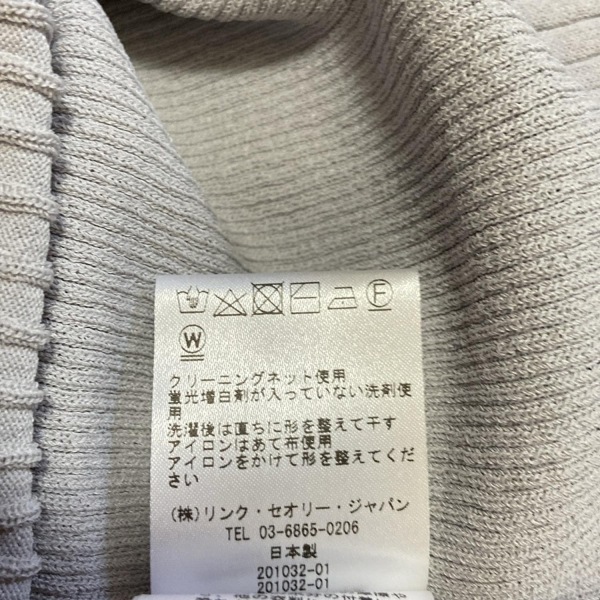 F
W
クリーニングネット使用
蛍光増白剤が入っていない洗剤使
用
洗濯後は直ちに形を整えて干す
アイロンはあて布使用
アイロンをかけて形を整えてくだ
さい
(株)リンク・セオリー・ジャパン
TEL 03-6865-0206
日本製
201032-01
201032-01